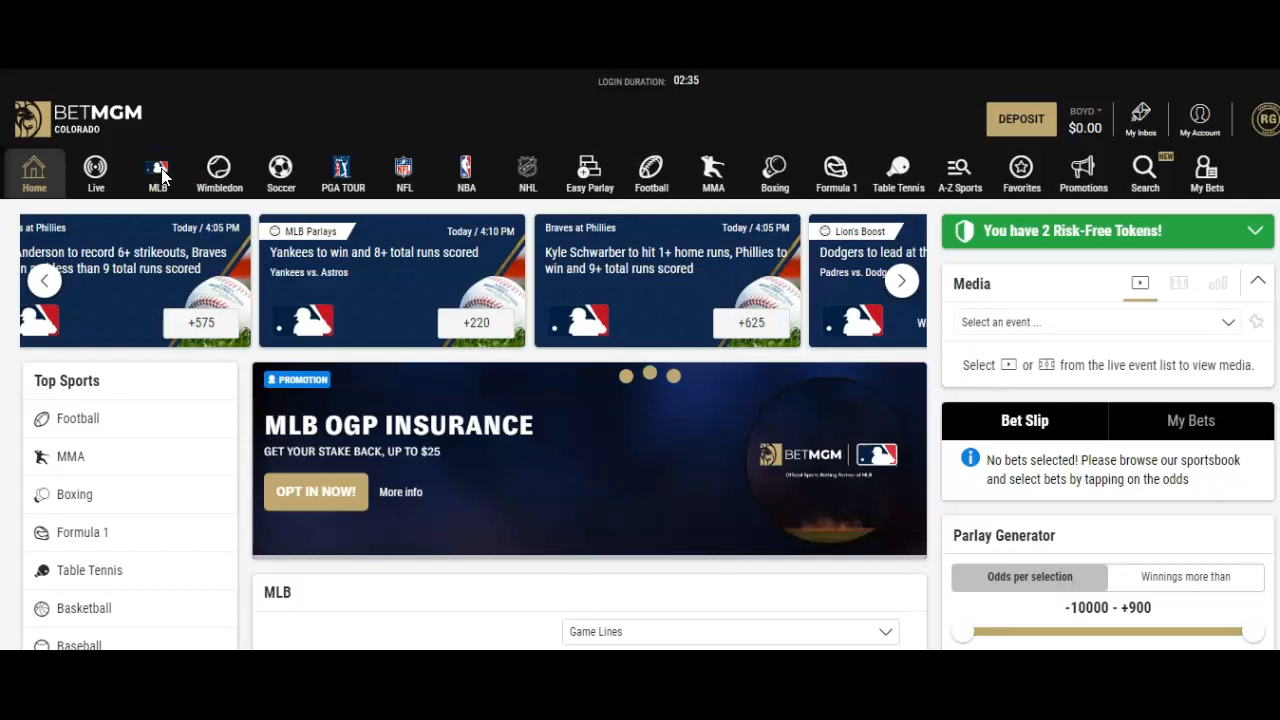 LOGIN DURATION: 02:35
BETMGM
COLORADO
DEPOSIT
BOYD
$0.00
My Inbox
My Account
RG
Home
Live
MLB
Wimbledon
Soccer
PGA TOUR
NFL
NBA
NHL
Easy Parlay
Football
MMA
Boxing
Formula 1
Table Tennis
A-Z Sports
Favorites
Promotions
Search
NEW
My Bets
s at Phillies
Today / 4:05 PM
nderson to record 6+ strikeouts, Braves
less than 9 total runs scored
+575
MLB Parlays
Today / 4:10 PM
Yankees to win and 8+ total runs scored
Yankees vs. Astros
+220
Braves at Phillies
Today / 4:05 PM
Kyle Schwarber to hit 1+ home runs, Phillies to
win and 9+ total runs scored
+625
Lion's Boost
Dodgers to lead at th
Padres vs. Dodg
W
You have 2 Risk-Free Tokens!
Media
Select an event ...
Select or from the live event list to view media.
Top Sports
Football
MMA
Boxing
Formula 1
Table Tennis
Basketball
Baseball
PROMOTION
MLB OGP INSURANCE
GET YOUR STAKE BACK, UP TO $25
OPT IN NOW!
More info
BETMGM
Official Sports Betting Partner of MLB
MLB
Game Lines
Bet Slip
My Bets
No bets selected! Please browse our sportsbook
and select bets by tapping on the odds
Parlay Generator
Odds per selection
Winnings more than
-10000 - +900